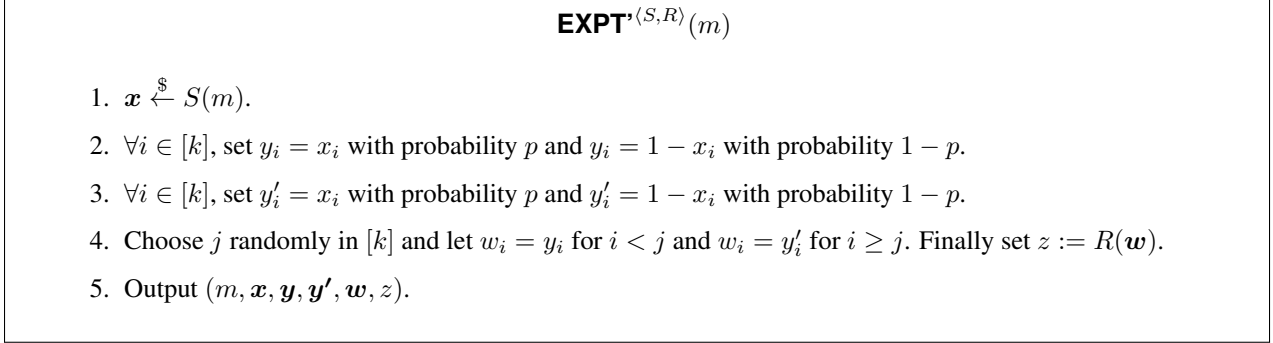 EXPT'⟨S,R⟩(m)
1. x $← S(m).
2. ∀i ∈ [k], set yᵢ = xᵢ with probability p and yᵢ = 1 − xᵢ with probability 1 − p.
3. ∀i ∈ [k], set y′ᵢ = xᵢ with probability p and y′ᵢ = 1 − xᵢ with probability 1 − p.
4. Choose j randomly in [k] and let wᵢ = yᵢ for i < j and wᵢ = y′ᵢ for i ≥ j. Finally set z := R(w).
5. Output (m, x, y, y′, w, z).